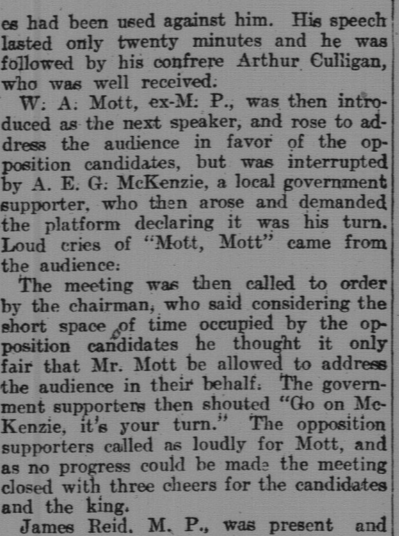 es had been used against him. His speech
lasted only twenty minutes and he was
followed by his confrere Arthur Culligan,
who was well received.
W. A. Mott, ex-M. P., was then intro-
duced as the next speaker, and rose to ad-
dress the audience in favor of the op-
position candidates, but was interrupted
by A. E. G. McKenzie, a local government
supporter, who then arose and demanded
the platform declaring it was his turn.
Loud cries of "Mott, Mott" came from
the audience.
The meeting was then called to order
by the chairman, who said considering the
short space of time occupied by the op-
position candidates he thought it only
fair that Mr. Mott be allowed to address
the audience in their behalf. The govern-
ment supporters then shouted "Go on Mc-
Kenzie, it's your turn." The opposition
supporters called as loudly for Mott, and
as no progress could be made the meeting
closed with three cheers for the candidates
and the king.
James Reid, M. P., was present and